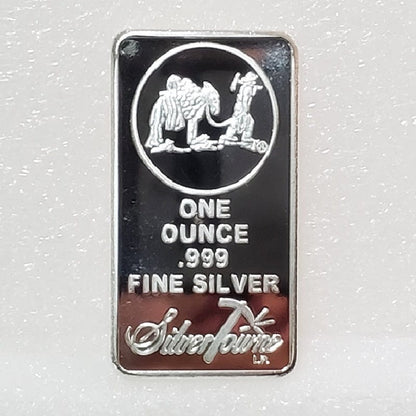 ONE
OUNCE
.999
FINE SILVER
SilverTowne
L.P.